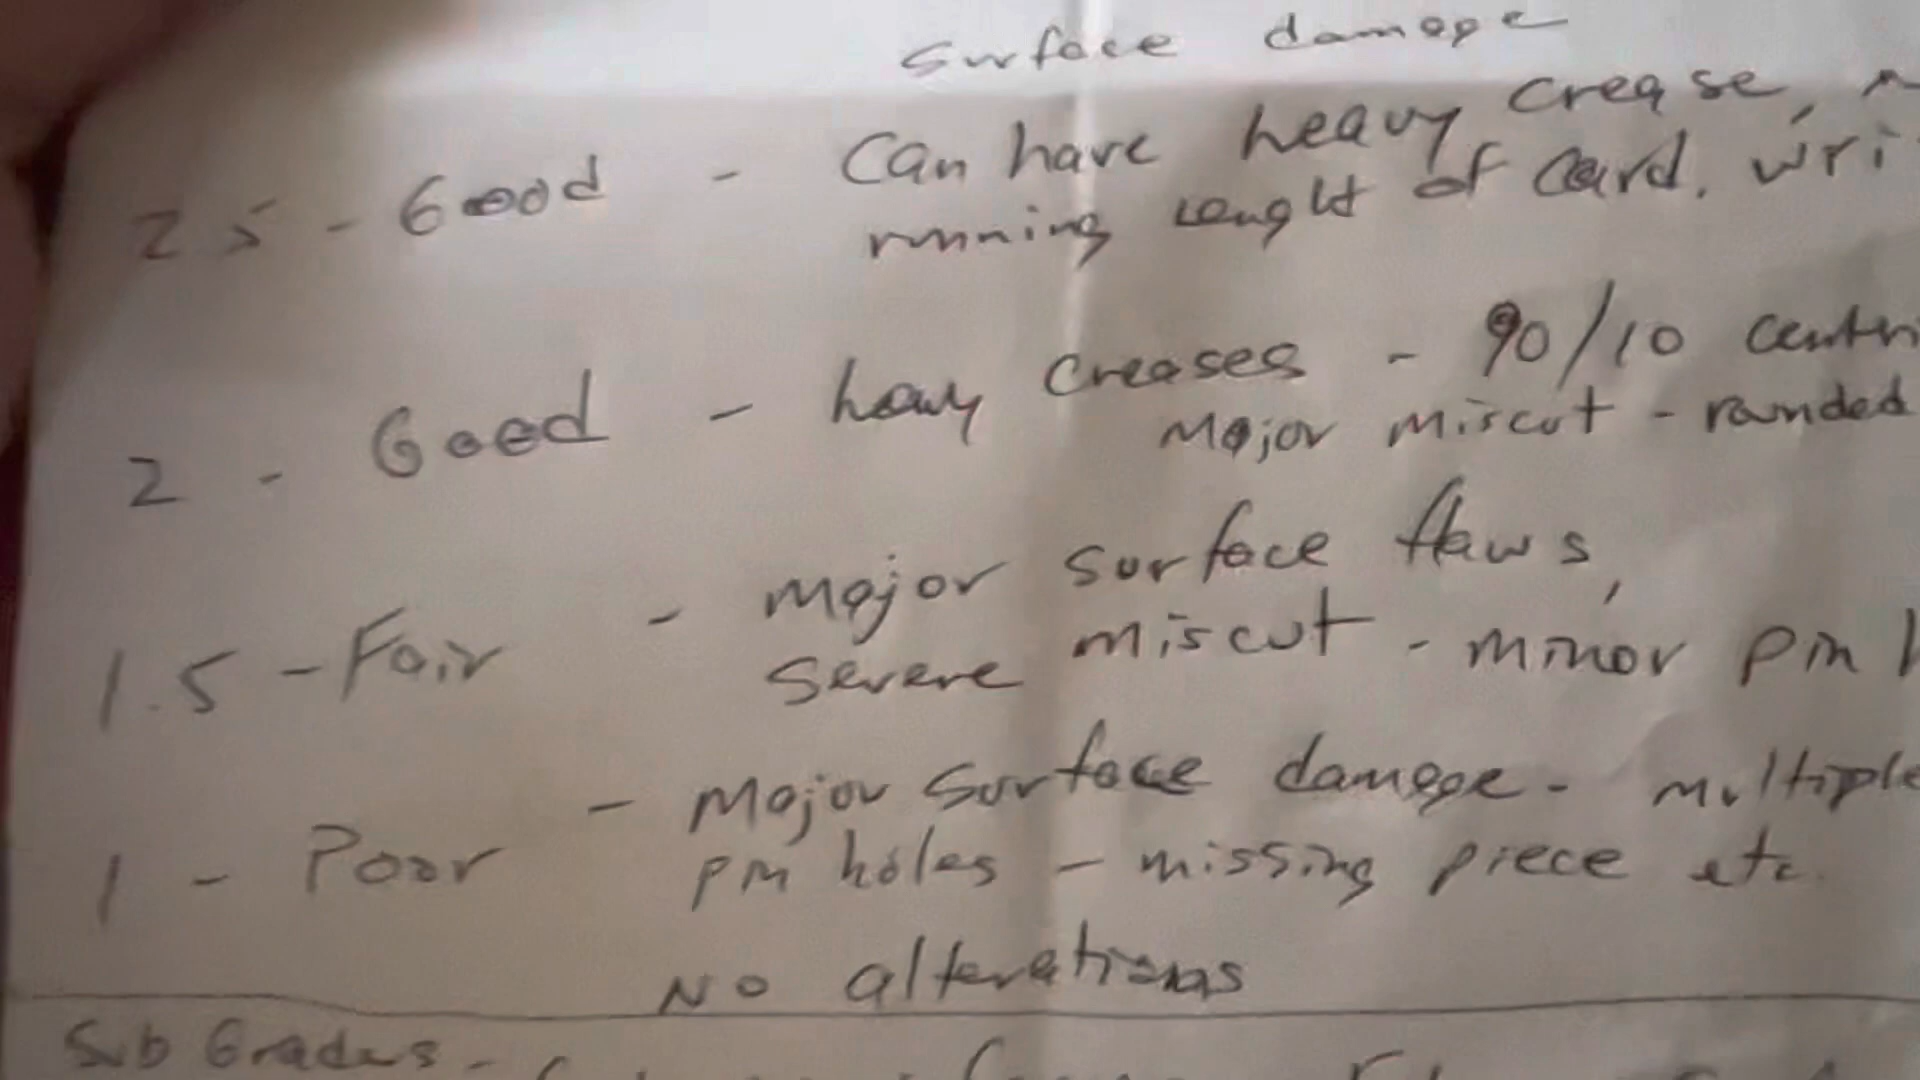 surface damage
2.5 - Good - Can have heavy crease,
running lenght of Card. wri
2 - Good - heavy creases - 90/10 centri
Major miscut - rounded
1.5 - Fair - major surface flaws,
severe miscut - minor pin h
1 - Poor - Major Surface damage - multiple
pin holes - missing piece etc.
No alterations
Sub Grades -